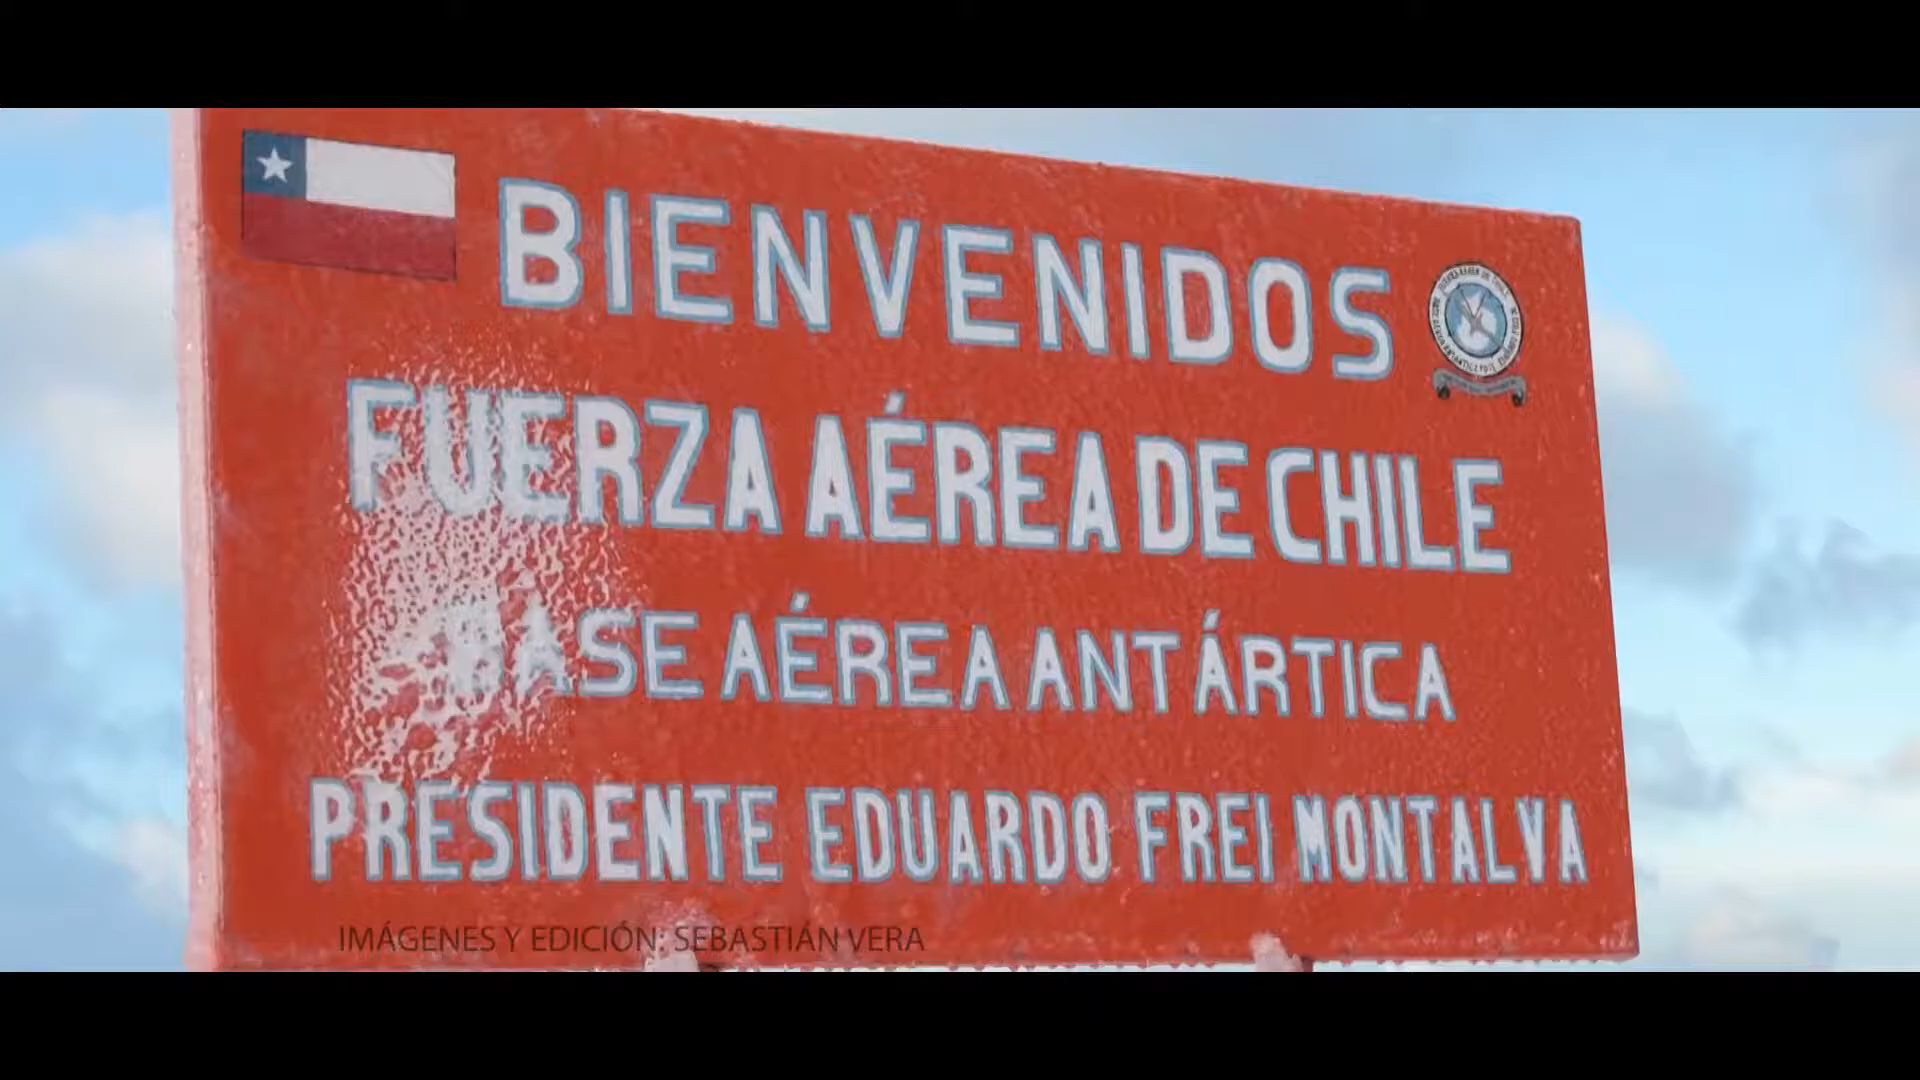 BIENVENIDOS
FUERZA AÉREA DE CHILE
BASE AÉREA ANTÁRTICA
PRESIDENTE EDUARDO FREI MONTALVA
IMÁGENES Y EDICIÓN: SEBASTIÁN VERA